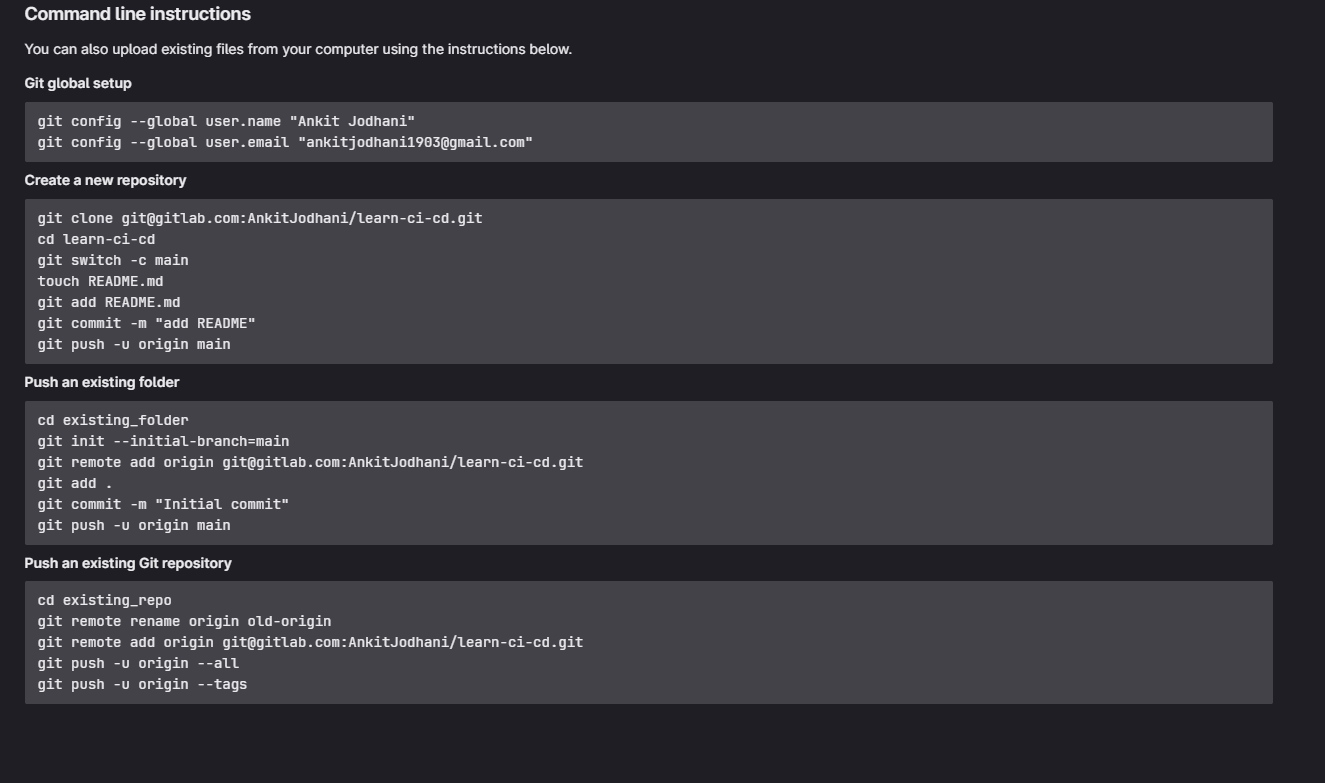 Command line instructions
You can also upload existing files from your computer using the instructions below.
Git global setup
git config --global user.name "Ankit Jodhani"
git config --global user.email "ankitjodhani1903@gmail.com"
Create a new repository
git clone git@gitlab.com:AnkitJodhani/learn-ci-cd.git
cd learn-ci-cd
git switch -c main
touch README.md
git add README.md
git commit -m "add README"
git push -u origin main
Push an existing folder
cd existing_folder
git init --initial-branch=main
git remote add origin git@gitlab.com:AnkitJodhani/learn-ci-cd.git
git add .
git commit -m "Initial commit"
git push -u origin main
Push an existing Git repository
cd existing_repo
git remote rename origin old-origin
git remote add origin git@gitlab.com:AnkitJodhani/learn-ci-cd.git
git push -u origin --all
git push -u origin --tags